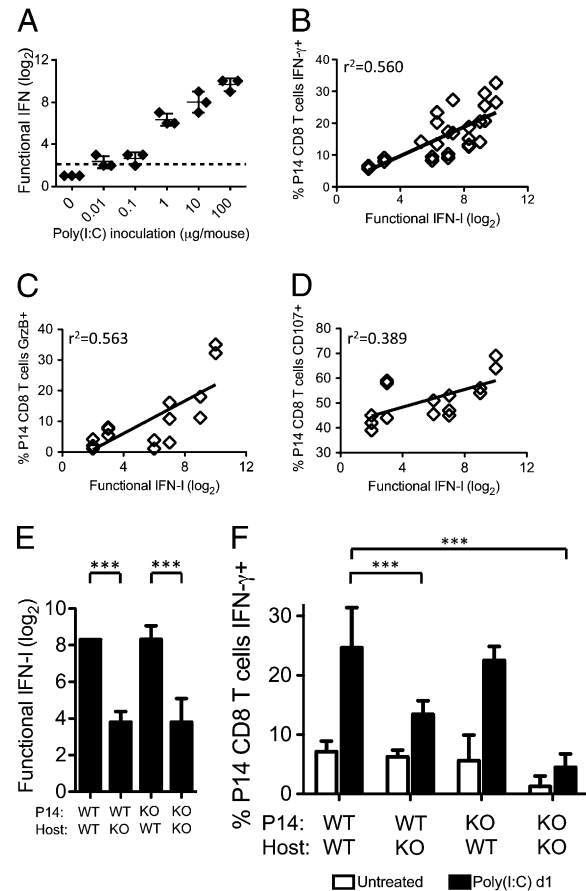 A
Functional IFN (log2)
12
8
4
0
0 0.01 0.1 1 10 100
Poly(I:C) inoculation (μg/mouse)
B
% P14 CD8 T cells IFN-γ+
r2=0.560
40
30
20
10
0
0 4 8 12
Functional IFN-I (log2)
C
% P14 CD8 T cells GrzB+
r2=0.563
40
30
20
10
0
0 4 8 12
Functional IFN-I (log2)
D
% P14 CD8 T cells CD107+
r2=0.389
80
70
60
50
40
30
0 4 8 12
Functional IFN-I (log2)
E
*** ***
Functional IFN-I (log2)
10
8
6
4
2
0
P14: WT WT KO KO
Host: WT KO WT KO
F
***
***
% P14 CD8 T cells IFN-γ+
30
20
10
0
P14: WT WT KO KO
Host: WT KO WT KO
Untreated Poly(I:C) d1